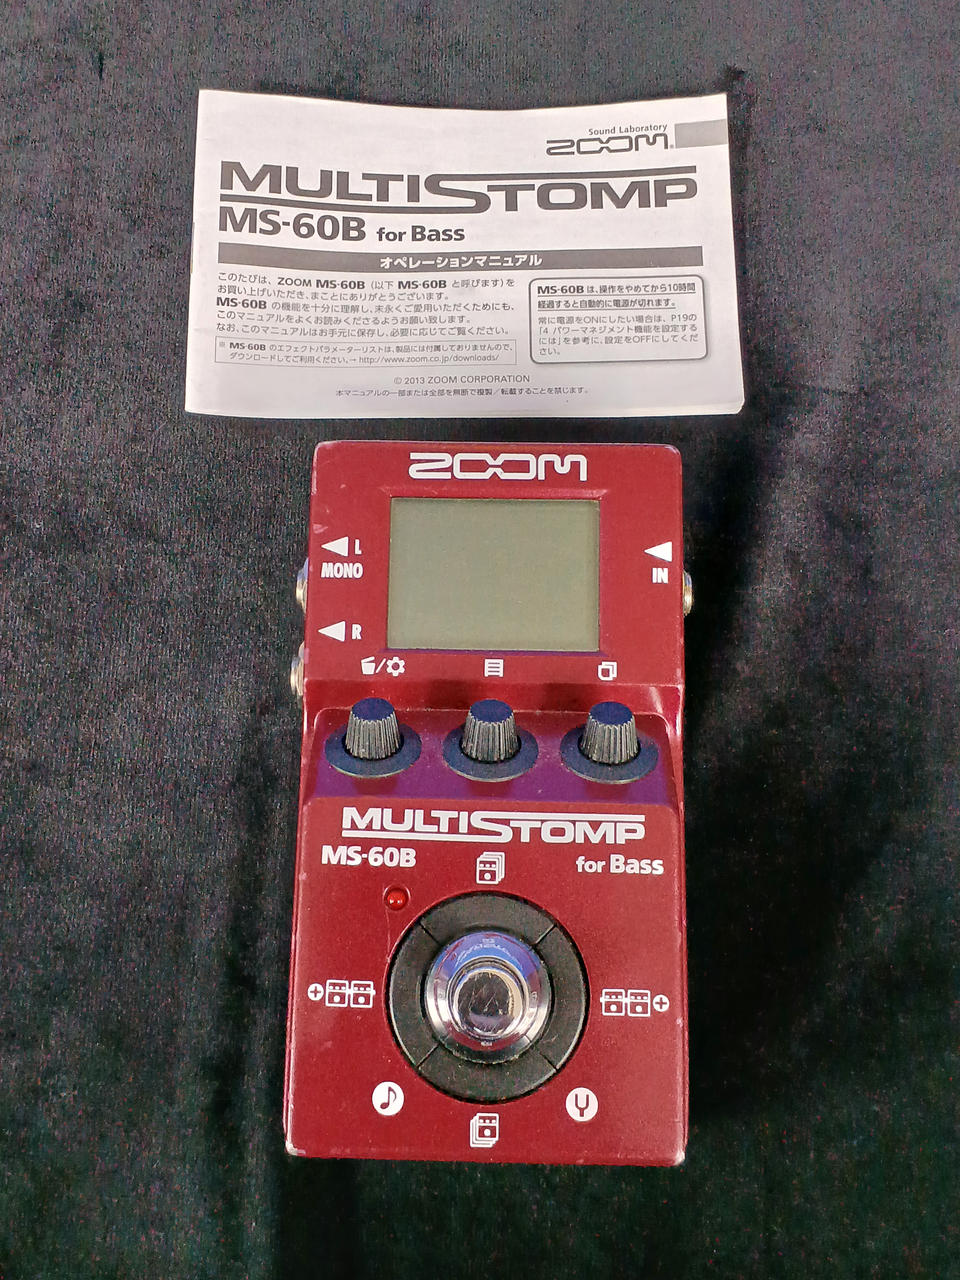 Sound Laboratory
ZOOM®
MULTISTOMP
MS-60B for Bass
オペレーションマニュアル
このたびは、ZOOM MS-60B（以下 MS-60B と呼びます）を
お買い上げいただき、まことにありがとうございます。
MS-60B の機能を十分に理解し、末永くご愛用いただくためにも、
このマニュアルをよくお読みくださるようお願い致します。
なお、このマニュアルはお手元に保存し、必要に応じてご覧ください。
※ MS-60B のエフェクトパラメーターリストは、製品には付属しておりませんので、
ダウンロードしてご利用ください。→ http://www.zoom.co.jp/downloads/
MS-60B は、操作をやめてから10時間
経過すると自動的に電源が切れます。
常に電源をONにしたい場合は、P19の
「4 パワーマネジメント機能を設定する
には」を参考に、設定をOFFにしてくだ
さい。
© 2013 ZOOM CORPORATION
本マニュアルの一部または全部を無断で複製／転載することを禁じます。
ZOOM
L
MONO
R
IN
MULTISTOMP
MS-60B
for Bass